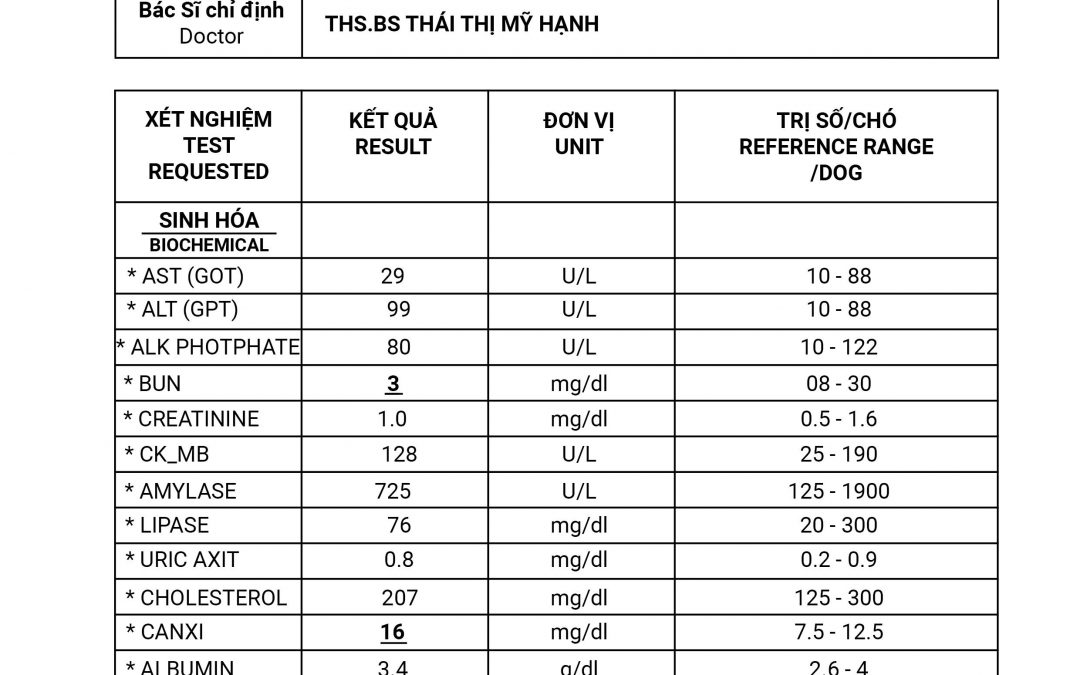 Bác Sĩ chỉ định
Doctor
THS.BS THÁI THỊ MỸ HẠNH
XÉT NGHIỆM TEST REQUESTED
KẾT QUẢ RESULT
ĐƠN VỊ UNIT
TRỊ SỐ/CHÓ REFERENCE RANGE /DOG
SINH HÓA
BIOCHEMICAL
* AST (GOT) 29 U/L 10 - 88
* ALT (GPT) 99 U/L 10 - 88
* ALK PHOTPHATE 80 U/L 10 - 122
* BUN 3 mg/dl 08 - 30
* CREATININE 1.0 mg/dl 0.5 - 1.6
* CK_MB 128 U/L 25 - 190
* AMYLASE 725 U/L 125 - 1900
* LIPASE 76 mg/dl 20 - 300
* URIC AXIT 0.8 mg/dl 0.2 - 0.9
* CHOLESTEROL 207 mg/dl 125 - 300
* CANXI 16 mg/dl 7.5 - 12.5
* ALBUMIN 3.4 g/dl 2.6 - 4